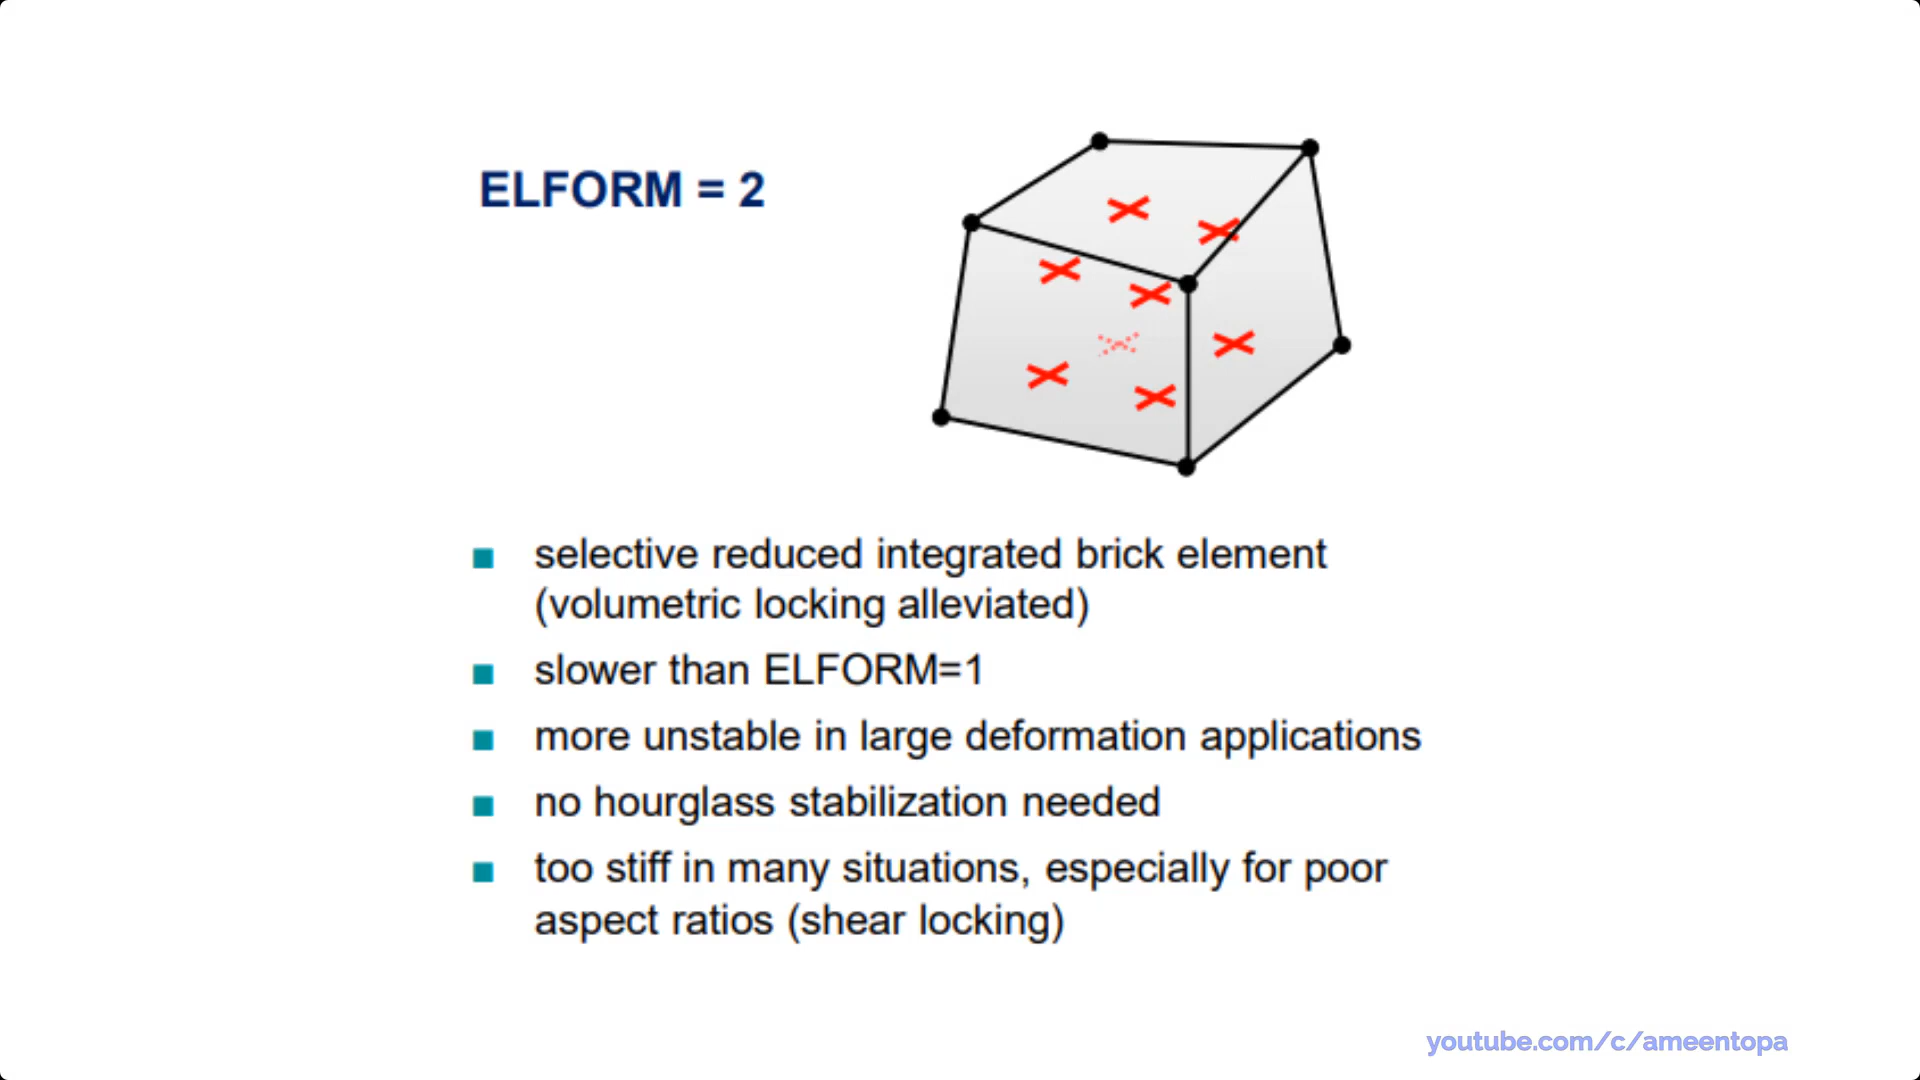 ELFORM = 2
selective reduced integrated brick element
(volumetric locking alleviated)
slower than ELFORM=1
more unstable in large deformation applications
no hourglass stabilization needed
too stiff in many situations, especially for poor
aspect ratios (shear locking)
youtube.com/c/ameentopa